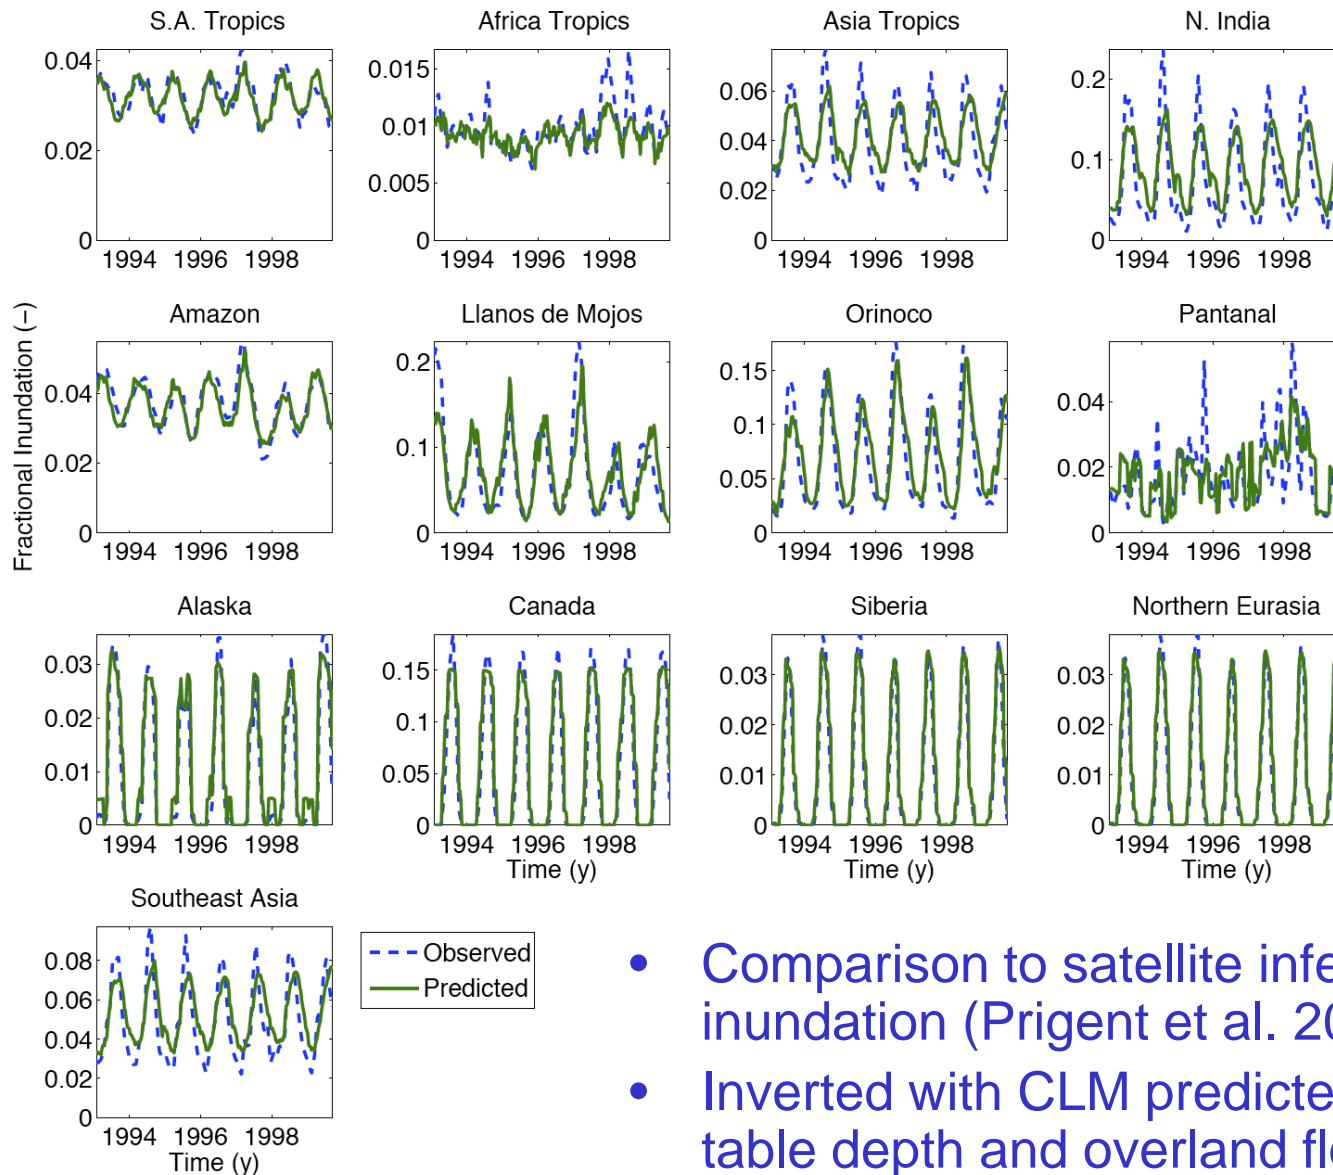 S.A. Tropics
Africa Tropics
Asia Tropics
N. India
0.04
0.02
0
1994 1996 1998
0.015
0.01
0.005
0
1994 1996 1998
0.06
0.04
0.02
0
1994 1996 1998
0.2
0.1
0
1994 1996 1998
Fractional Inundation (−)
Amazon
Llanos de Mojos
Orinoco
Pantanal
0.04
0.02
0
1994 1996 1998
0.2
0.1
0
1994 1996 1998
0.15
0.1
0.05
0
1994 1996 1998
0.04
0.02
0
1994 1996 1998
Alaska
Canada
Siberia
Northern Eurasia
0.03
0.02
0.01
0
1994 1996 1998
0.15
0.1
0.05
0
1994 1996 1998
Time (y)
0.03
0.02
0.01
0
1994 1996 1998
Time (y)
0.03
0.02
0.01
0
1994 1996 1998
Time (y)
Southeast Asia
0.08
0.06
0.04
0.02
0
1994 1996 1998
Time (y)
Observed
Predicted
• Comparison to satellite infe
inundation (Prigent et al. 20
• Inverted with CLM predicte
table depth and overland flo